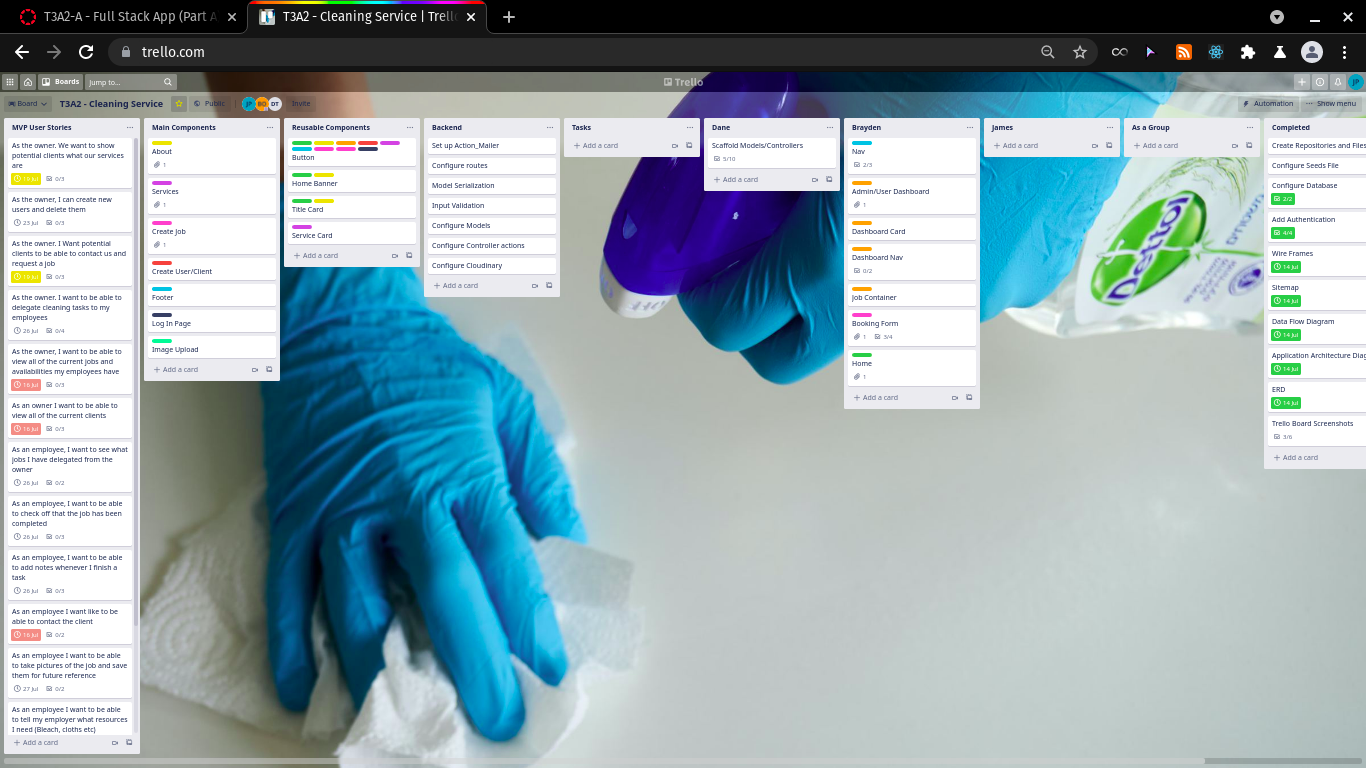 T3A2-A - Full Stack App (Part A
T3A2 - Cleaning Service | Trello
trello.com
Boards
Jump to...
Trello
JP
Board
T3A2 - Cleaning Service
Public
JP
BO
DT
Invite
Automation
Show menu
MVP User Stories
As the owner. We want to show
potential clients what our services
are
19 Jul
0/3
As the owner, I can create new
users and delete them
23 Jul
0/3
As the owner. I Want potential
clients to be able to contact us and
request a job
19 Jul
0/3
As the owner. I want to be able to
delegate cleaning tasks to my
employees
26 Jul
0/4
As the owner, I want to be able to
view all of the current jobs and
availabilities my employees have
16 Jul
0/3
As an owner I want to be able to
view all of the current clients
16 Jul
0/3
As an employee, I want to see what
jobs I have delegated from the
owner
26 Jul
0/2
As an employee, I want to be able
to check off that the job has been
completed
26 Jul
0/3
As an employee, I want to be able
to add notes whenever I finish a
task
26 Jul
0/3
As an employee I want like to be
able to contact the client
16 Jul
0/2
As an employee I want to be able
to take pictures of the job and save
them for future reference
27 Jul
0/2
As an employee I want to be able
to tell my employer what resources
I need (Bleach, cloths etc)
+ Add a card
Main Components
About
1
Services
1
Create Job
1
Create User/Client
Footer
Log In Page
Image Upload
+ Add a card
Reusable Components
Button
Home Banner
Title Card
Service Card
+ Add a card
Backend
Set up Action_Mailer
Configure routes
Model Serialization
Input Validation
Configure Models
Configure Controller actions
Configure Cloudinary
+ Add a card
Tasks
+ Add a card
Dane
Scaffold Models/Controllers
5/10
+ Add a card
Brayden
Nav
2/3
Admin/User Dashboard
1
Dashboard Card
Dashboard Nav
0/2
Job Container
Booking Form
1
3/4
Home
1
+ Add a card
James
+ Add a card
As a Group
+ Add a card
Completed
Create Repositories and Files
Configure Seeds File
Configure Database
2/2
Add Authentication
4/4
Wire Frames
14 Jul
Sitemap
14 Jul
Data Flow Diagram
14 Jul
Application Architecture Diag
14 Jul
ERD
14 Jul
Trello Board Screenshots
3/6
+ Add a card
Dettol